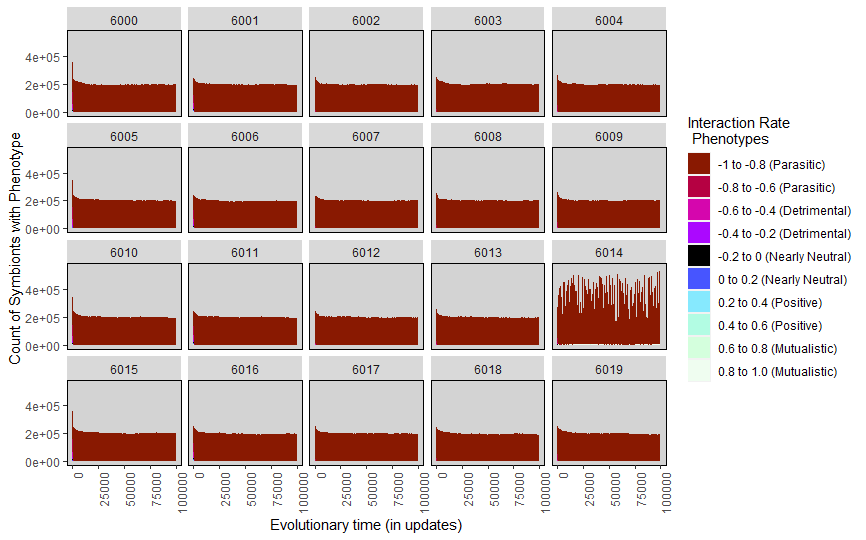 6000 6001 6002 6003 6004
4e+05
2e+05
0e+00
6005 6006 6007 6008 6009
4e+05
2e+05
0e+00
6010 6011 6012 6013 6014
4e+05
2e+05
0e+00
6015 6016 6017 6018 6019
4e+05
2e+05
0e+00
0 25000 50000 75000 100000 0 25000 50000 75000 100000 0 25000 50000 75000 100000 0 25000 50000 75000 100000 0 25000 50000 75000 100000
Evolutionary time (in updates)
Count of Symbionts with Phenotype
Interaction Rate
Phenotypes
-1 to -0.8 (Parasitic)
-0.8 to -0.6 (Parasitic)
-0.6 to -0.4 (Detrimental)
-0.4 to -0.2 (Detrimental)
-0.2 to 0 (Nearly Neutral)
0 to 0.2 (Nearly Neutral)
0.2 to 0.4 (Positive)
0.4 to 0.6 (Positive)
0.6 to 0.8 (Mutualistic)
0.8 to 1.0 (Mutualistic)